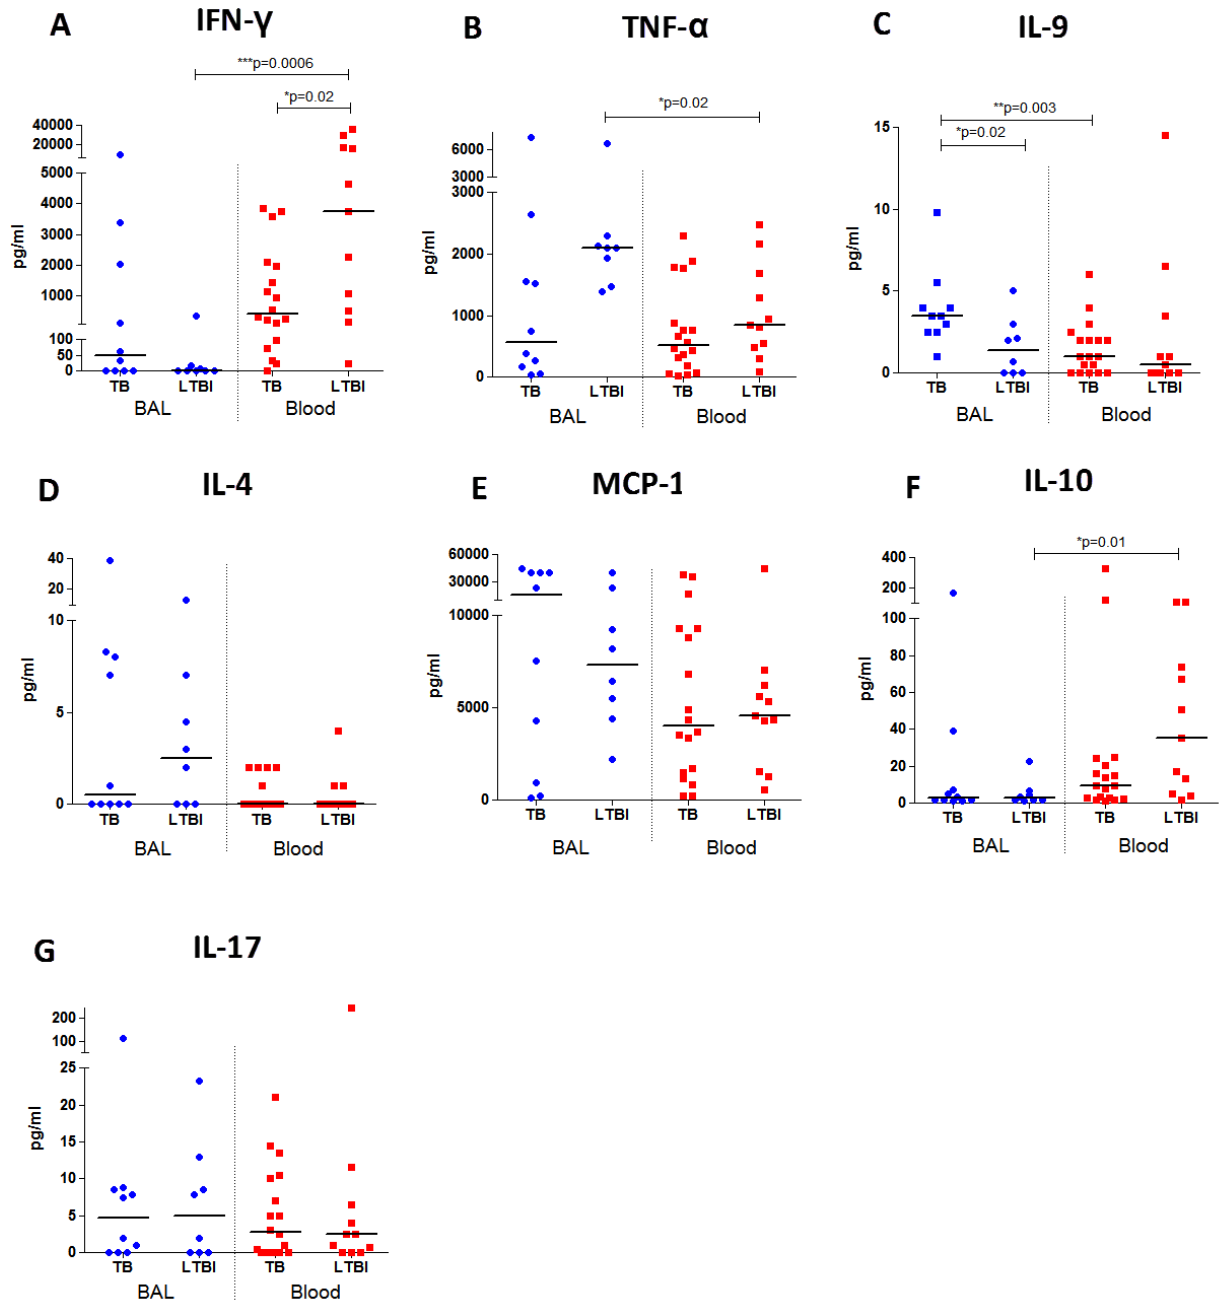 A IFN-γ
***p=0.0006
*p=0.02
40000
20000
5000
4000
3000
2000
1000
100
50
0
pg/ml
TB LTBI TB LTBI
BAL Blood
B TNF-α
*p=0.02
6000
3000
3000
2000
1000
0
pg/ml
TB LTBI TB LTBI
BAL Blood
C IL-9
**p=0.003
*p=0.02
15
10
5
0
pg/ml
TB LTBI TB LTBI
BAL Blood
D IL-4
40
20
10
5
0
pg/ml
TB LTBI TB LTBI
BAL Blood
E MCP-1
60000
30000
10000
5000
0
pg/ml
TB LTBI TB LTBI
BAL Blood
F IL-10
*p=0.01
400
200
100
80
60
40
20
0
pg/ml
TB LTBI TB LTBI
BAL Blood
G IL-17
200
100
25
20
15
10
5
0
pg/ml
TB LTBI TB LTBI
BAL Blood